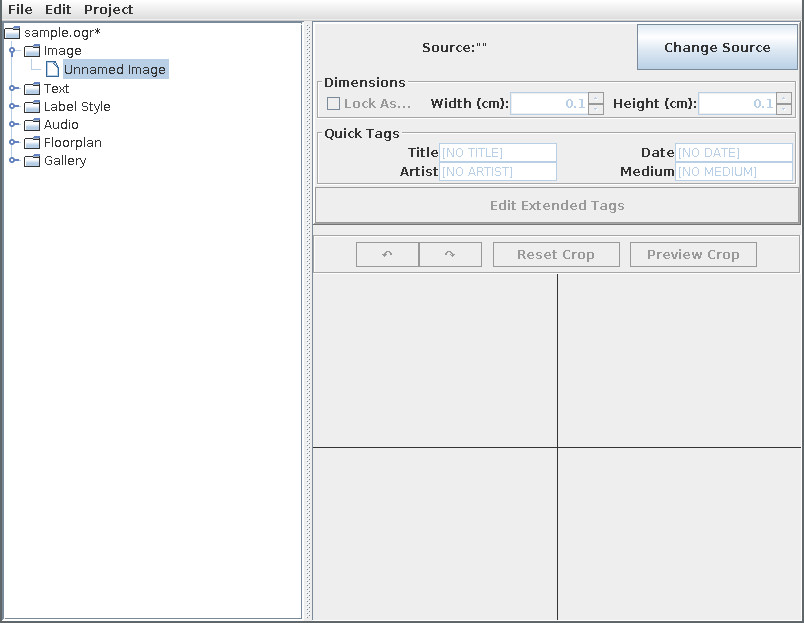 File Edit Project
sample.ogr*
Image
Unnamed Image
Text
Label Style
Audio
Floorplan
Gallery
Source:""
Change Source
Dimensions
Lock As... Width (cm): 0.1 Height (cm): 0.1
Quick Tags
Title [NO TITLE] Date [NO DATE]
Artist [NO ARTIST] Medium [NO MEDIUM]
Edit Extended Tags
↶ ↷ Reset Crop Preview Crop